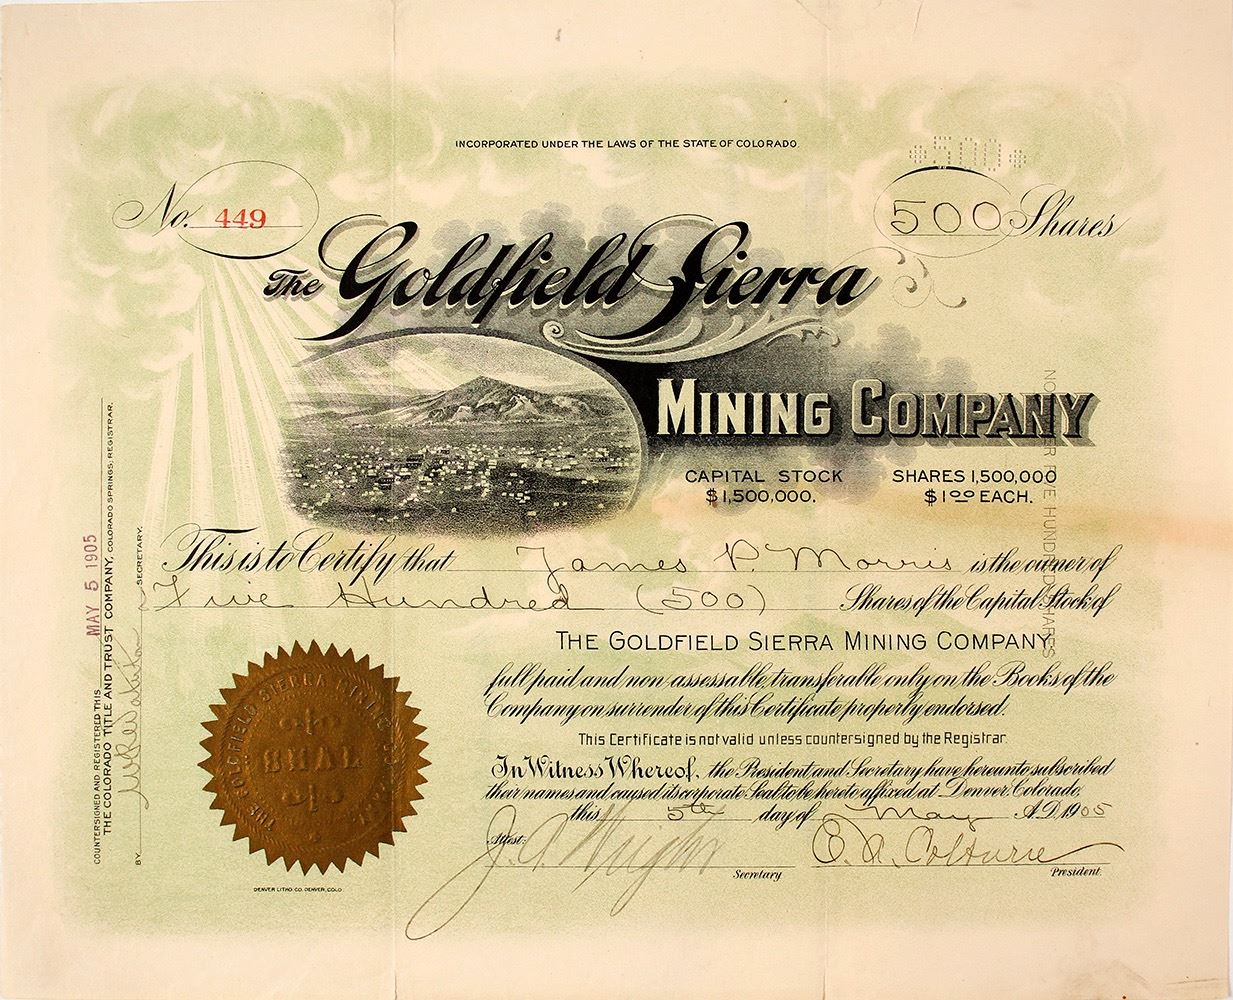 INCORPORATED UNDER THE LAWS OF THE STATE OF COLORADO
$500$
No. 449
500 Shares
The Goldfield Sierra
MINING COMPANY
CAPITAL STOCK SHARES 1,500,000
$1,500,000. $1.00 EACH.
This is to Certify that James P. Morris is the owner of
Five Hundred (500) Shares of the Capital Stock of
THE GOLDFIELD SIERRA MINING COMPANY
full paid and non-assessable, transferable only on the Books of the
Company on surrender of this Certificate, properly endorsed.
This Certificate is not valid unless countersigned by the Registrar.
In Witness Whereof, the President and Secretary have hereunto subscribed
their names and caused its corporate Seal to be hereto affixed at Denver, Colorado,
this 5th day of May A.D. 1905
Attest: J. A. Wright Secretary
President
COUNTERSIGNED AND REGISTERED THIS MAY 5 1905
THE COLORADO TITLE AND TRUST COMPANY, COLORADO SPRINGS, REGISTRAR.
BY SECRETARY.
THE GOLDFIELD SIERRA MINING
SEAL
DENVER LITHO. CO. DENVER, COLO
HUNDRED SHARES